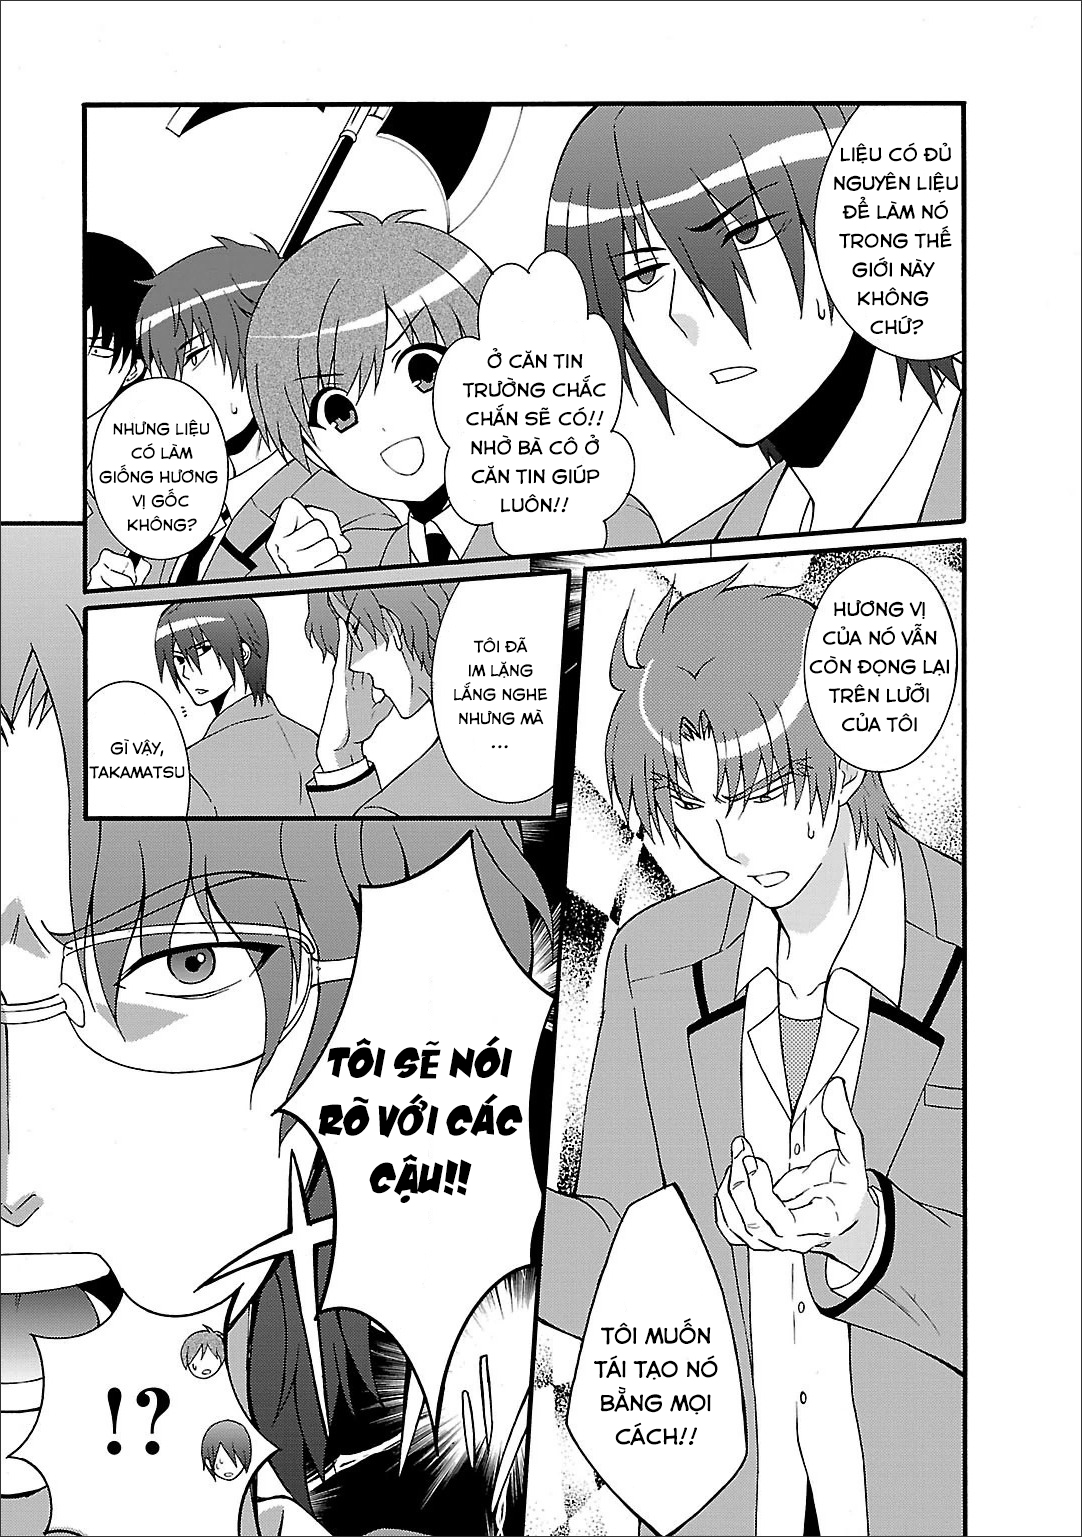 LIỆU CÓ ĐỦ
NGUYÊN LIỆU
ĐỂ LÀM NÓ
TRONG THẾ
GIỚI NÀY
KHÔNG
CHỨ?
Ở CĂN TIN
TRƯỜNG CHẮC
CHẮN SẼ CÓ!!
NHỜ BÀ CÔ Ở
CĂN TIN GIÚP
LUÔN!!
NHƯNG LIỆU
CÓ LÀM
GIỐNG HƯƠNG
VỊ GỐC
KHÔNG?
HƯƠNG VỊ
CỦA NÓ VẪN
CÒN ĐỌNG LẠI
TRÊN LƯỠI
CỦA TÔI
TÔI MUỐN
TÁI TẠO NÓ
BẰNG MỌI
CÁCH!!
TÔI ĐÃ
IM LẶNG
LẮNG NGHE
NHƯNG MÀ
...
GÌ VẬY,
TAKAMATSU
TÔI SẼ NÓI
RÕ VỚI CÁC
CẬU!!
!?